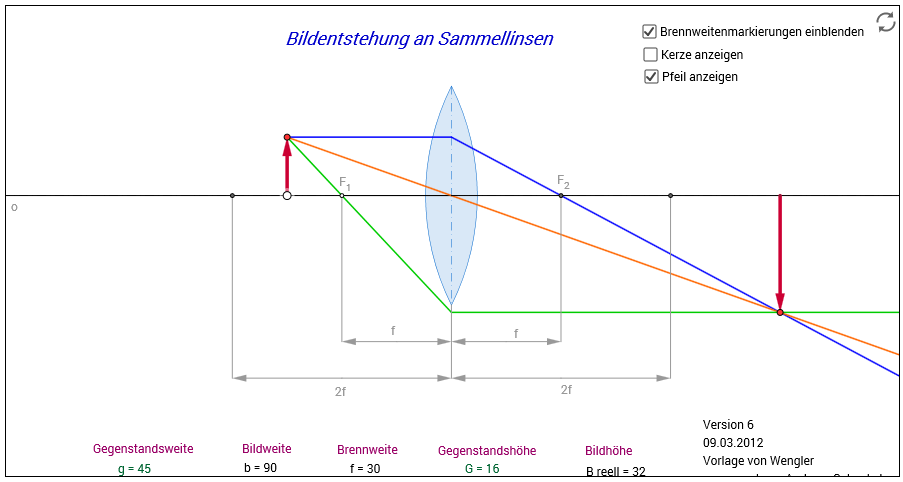 Bildentstehung an Sammellinsen
Brennweitenmarkierungen einblenden
Kerze anzeigen
Pfeil anzeigen
F1
F2
o
f
f
2f
2f
Gegenstandsweite
g = 45
Bildweite
b = 90
Brennweite
f = 30
Gegenstandshöhe
G = 16
Bildhöhe
B reell = 32
Version 6
09.03.2012
Vorlage von Wengler